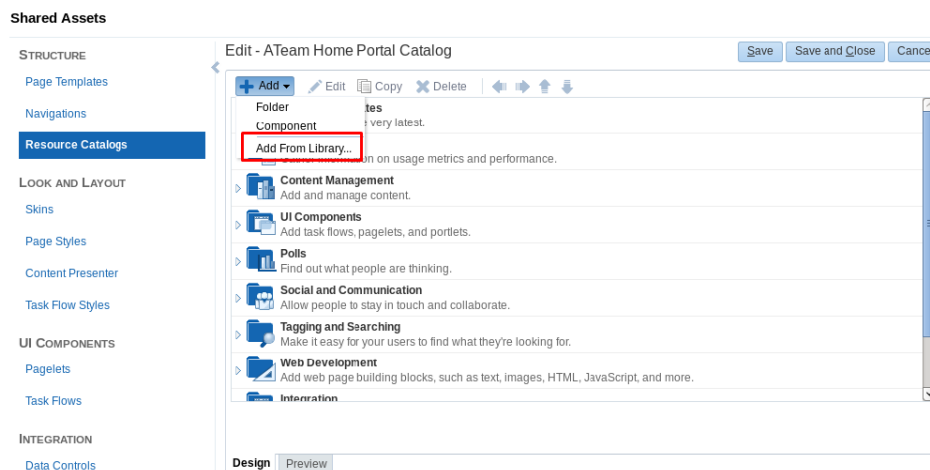 Shared Assets
STRUCTURE
Page Templates
Navigations
Resource Catalogs
LOOK AND LAYOUT
Skins
Page Styles
Content Presenter
Task Flow Styles
UI COMPONENTS
Pagelets
Task Flows
INTEGRATION
Data Controls
Edit - ATeam Home Portal Catalog
Save
Save and Close
Add
Edit
Copy
Delete
Folder
Component
Add From Library...
very latest.
on usage metrics and performance.
Content Management
Add and manage content.
UI Components
Add task flows, pagelets, and portlets.
Polls
Find out what people are thinking.
Social and Communication
Allow people to stay in touch and collaborate.
Tagging and Searching
Make it easy for your users to find what they're looking for.
Web Development
Add web page building blocks, such as text, images, HTML, JavaScript, and more.
Integration
Design
Preview